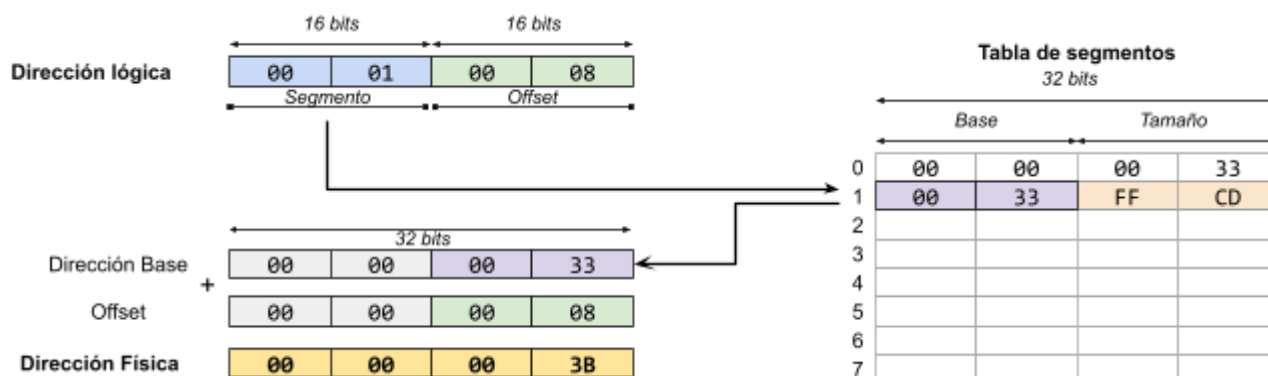 16 bits 16 bits
Dirección lógica 00 01 00 08
Segmento Offset
Tabla de segmentos
32 bits
Base Tamaño
0 00 00 00 33
1 00 33 FF CD
2
3
4
5
6
7
32 bits
Dirección Base 00 00 00 33
+
Offset 00 00 00 08
Dirección Física 00 00 00 3B